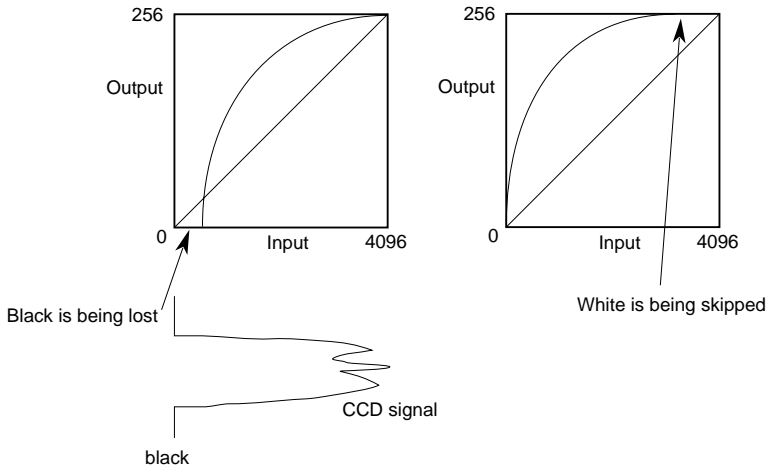 256
Output
0
Input
4096
Black is being lost
256
Output
0
Input
4096
White is being skipped
CCD signal
black